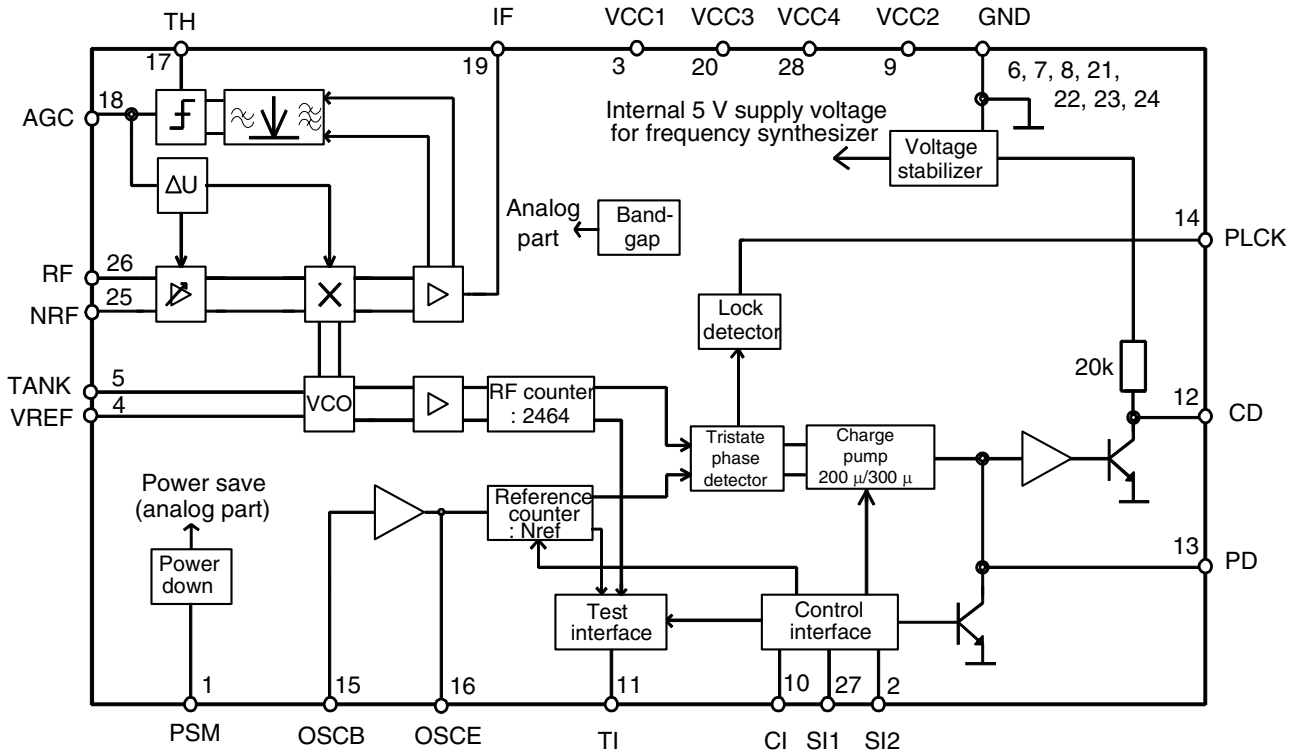 TH
IF
VCC1
VCC3
VCC4
VCC2
GND
17
19
3
20
28
9
6, 7, 8, 21,
22, 23, 24
AGC
18
Internal 5 V supply voltage
for frequency synthesizer
Voltage
stabilizer
ΔU
Analog
part
Band-
gap
14
PLCK
RF
26
NRF
25
Lock
detector
20k
TANK
5
VREF
4
VCO
RF counter
: 2464
12
CD
Tristate
phase
detector
Charge
pump
200 μ/300 μ
Power save
(analog part)
Reference
counter
: Nref
Power
down
13
PD
Test
interface
Control
interface
1
15
16
11
10
27
2
PSM
OSCB
OSCE
TI
CI
SI1
SI2